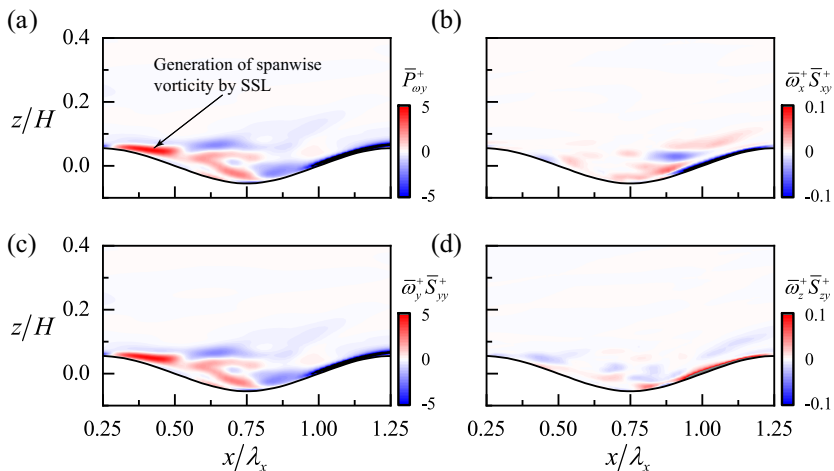 (a)
(b)
0.4
0.2
0.0
z/H
Generation of spanwise
vorticity by SSL
P̅⁺ωy
5
0
-5
ω̅ₓ⁺S̅⁺xy
0.1
0
-0.1
(c)
(d)
0.4
0.2
0.0
z/H
ω̅⁺y S̅⁺yy
5
0
-5
ω̅⁺z S̅⁺zy
0.1
0
-0.1
0.25 0.50 0.75 1.00 1.25
x/λₓ
0.25 0.50 0.75 1.00 1.25
x/λₓ